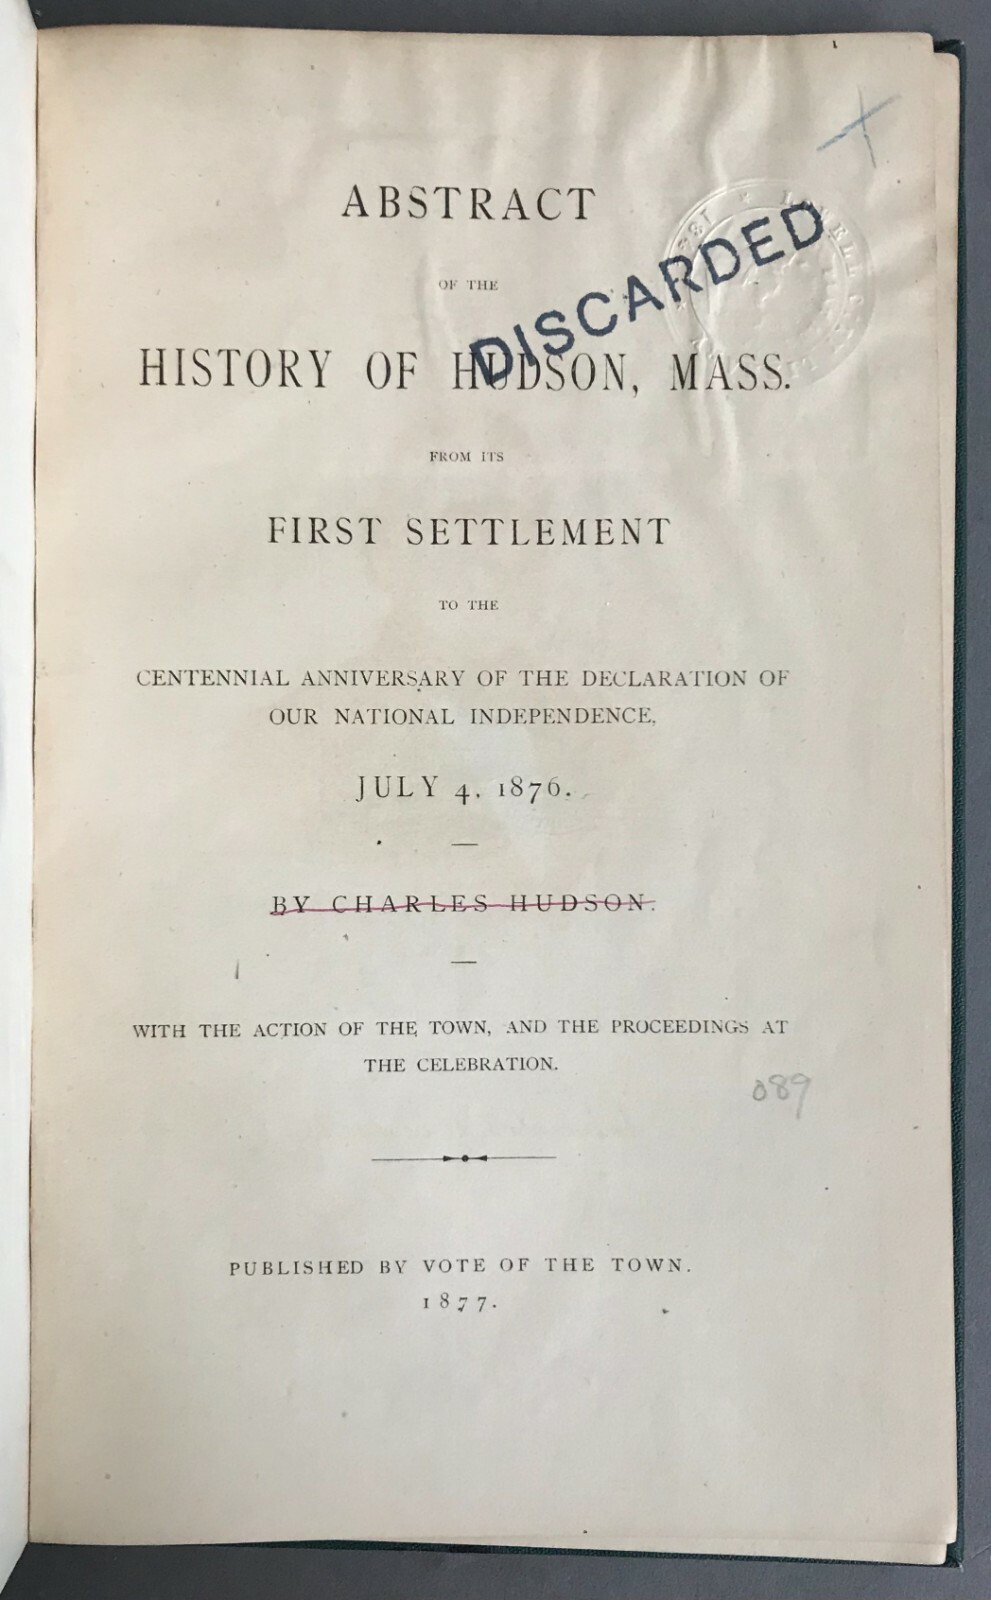 ABSTRACT
OF THE
DISCARDED
HISTORY OF HUDSON, MASS.
FROM ITS
FIRST SETTLEMENT
TO THE
CENTENNIAL ANNIVERSARY OF THE DECLARATION OF
OUR NATIONAL INDEPENDENCE,
JULY 4, 1876.
BY CHARLES HUDSON.
WITH THE ACTION OF THE TOWN, AND THE PROCEEDINGS AT
THE CELEBRATION.
089
PUBLISHED BY VOTE OF THE TOWN.
1877.